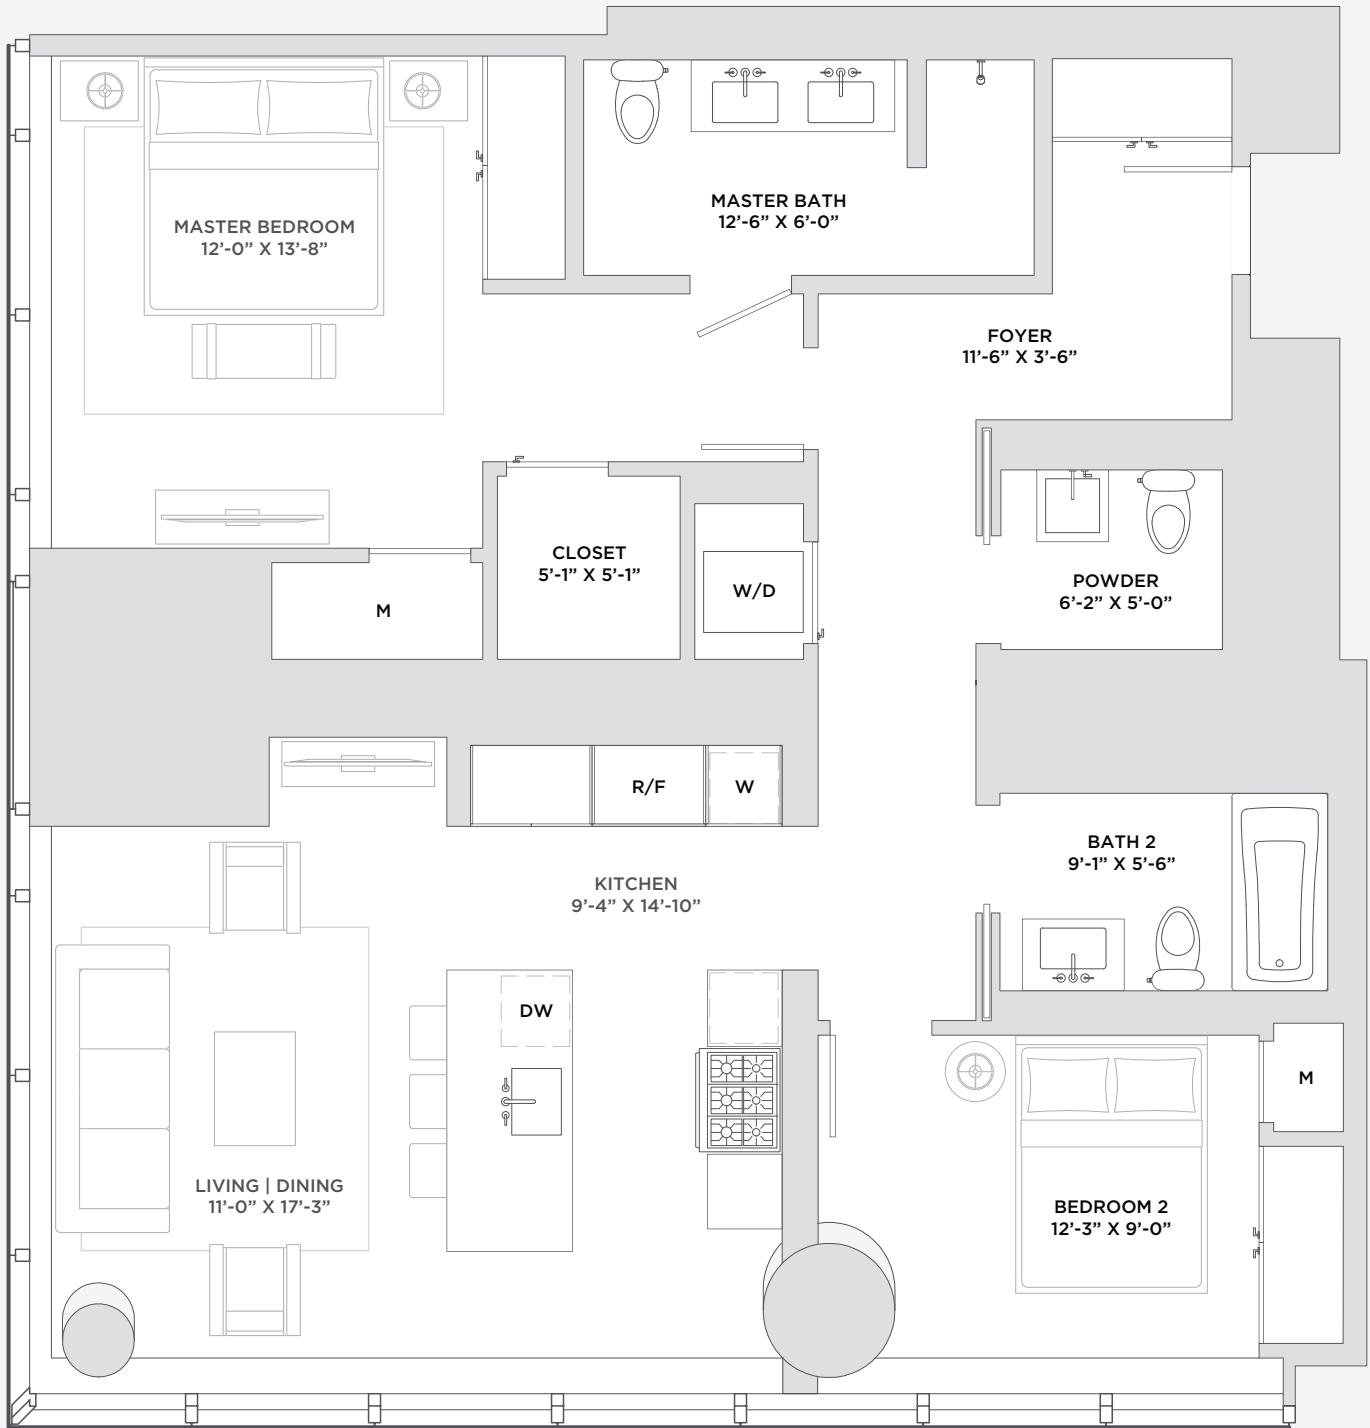 MASTER BEDROOM
12’-0” X 13’-8”
MASTER BATH
12’-6” X 6’-0”
FOYER
11’-6” X 3’-6”
CLOSET
5’-1” X 5’-1”
W/D
M
POWDER
6’-2” X 5’-0”
R/F
W
BATH 2
9’-1” X 5’-6”
KITCHEN
9’-4” X 14’-10”
DW
M
LIVING | DINING
11’-0” X 17’-3”
BEDROOM 2
12’-3” X 9’-0”